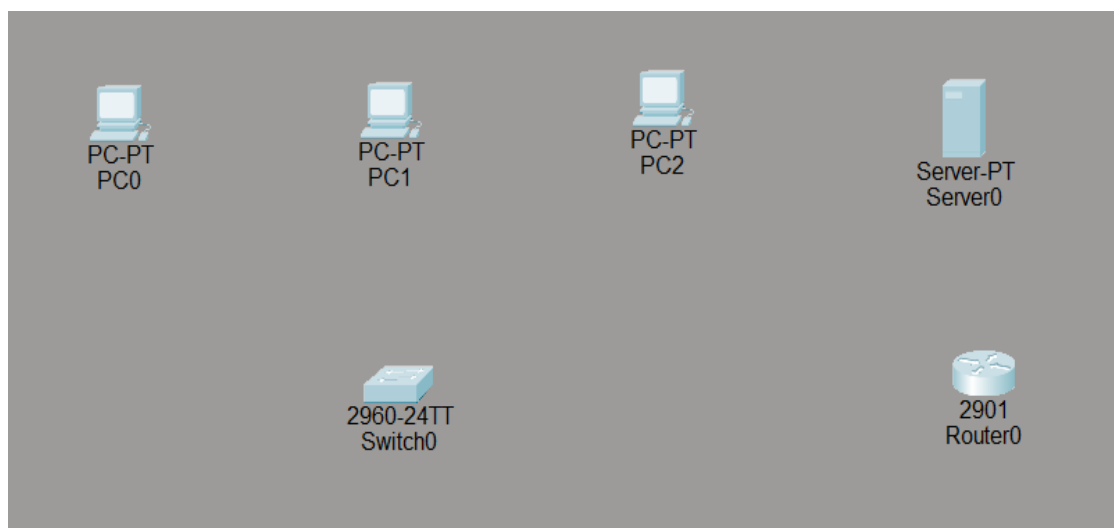 PC-PT
PC0
PC-PT
PC1
PC-PT
PC2
Server-PT
Server0
2960-24TT
Switch0
2901
Router0